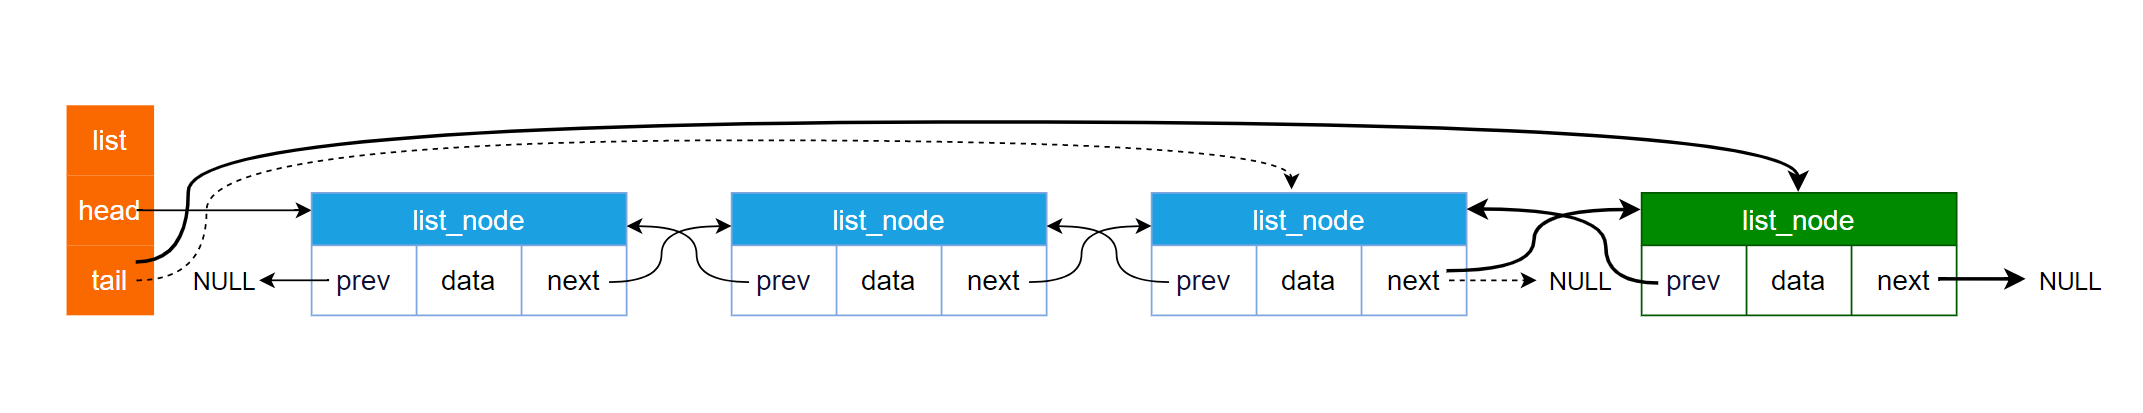 list
head
tail
NULL
list_node
prev data next
list_node
prev data next
list_node
prev data next
NULL
list_node
prev data next
NULL